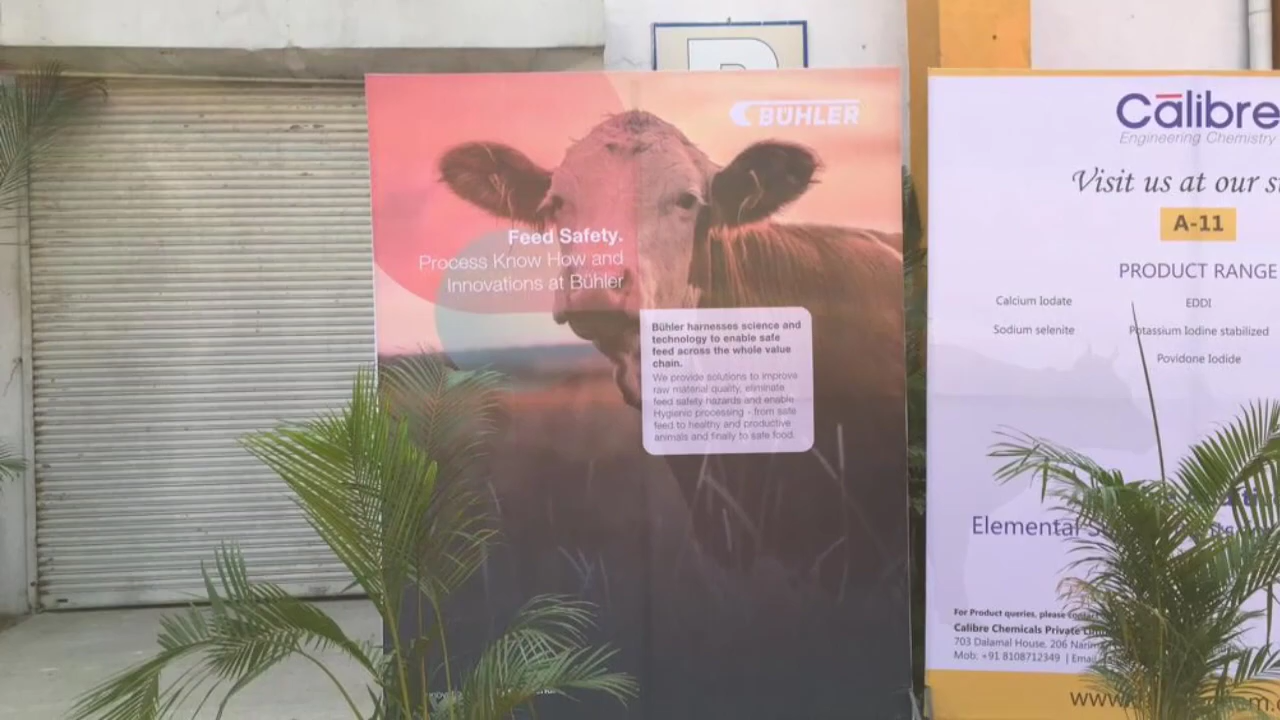 BÜHLER
Feed Safety.
Process Know How and
Innovations at Bühler
Bühler harnesses science and
technology to enable safe
feed across the whole value
chain.
We provide solutions to improve
raw material quality, eliminate
feed safety hazards and enable
Hygienic processing - from safe
feed to healthy and productive
animals and finally to safe food.
Calibre
Engineering Chemistry
Visit us at our
A-11
PRODUCT RANGE
Calcium Iodate
EDDI
Sodium selenite
Potassium Iodine stabilized
Povidone Iodide
Elemental
For Product queries, please
Calibre Chemicals Private
703 Dalamal House, 206
Mob: +91 8108712349 | Email